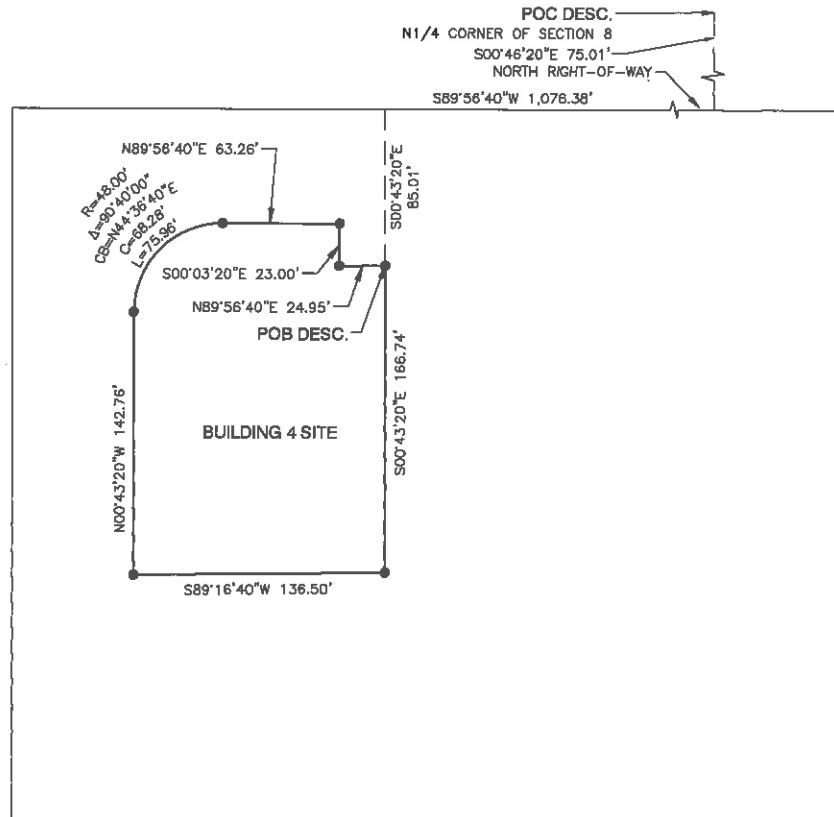 POC DESC.
N1/4 CORNER OF SECTION 8
S00°46'20"E 75.01'
NORTH RIGHT-OF-WAY
S89°56'40"W 1,076.38'
N89°56'40"E 63.26'
S00°43'20"E
85.01'
R=48.00'
Δ=90°40'00"
CB=N44°36'40"E
C=68.28'
L=75.96'
S00°03'20"E 23.00'
N89°56'40"E 24.95'
POB DESC.
S00°43'20"E 166.74'
BUILDING 4 SITE
N00°43'20"W 142.76'
S89°16'40"W 136.50'